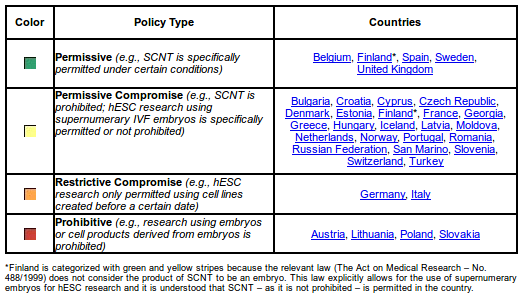 Color Policy Type Countries
Permissive (e.g., SCNT is specifically
permitted under certain conditions)
Belgium, Finland*, Spain, Sweden,
United Kingdom
Permissive Compromise (e.g., SCNT is
prohibited; hESC research using
supernumerary IVF embryos is specifically
permitted or not prohibited)
Bulgaria, Croatia, Cyprus, Czech Republic,
Denmark, Estonia, Finland*, France, Georgia,
Greece, Hungary, Iceland, Latvia, Moldova,
Netherlands, Norway, Portugal, Romania,
Russian Federation, San Marino, Slovenia,
Switzerland, Turkey
Restrictive Compromise (e.g., hESC
research only permitted using cell lines
created before a certain date)
Germany, Italy
Prohibitive (e.g., research using embryos
or cell products derived from embryo is
prohibited)
Austria, Lithuania, Poland, Slovakia
*Finland is categorized with green and yellow stripes because the relevant law (The Act on Medical Research – No.
488/1999) does not consider the product of SCNT to be an embryo. This law explicitly allows for the use of supernumerary
embryos for hESC research and it is understood that SCNT – as it is not prohibited – is permitted in the country.